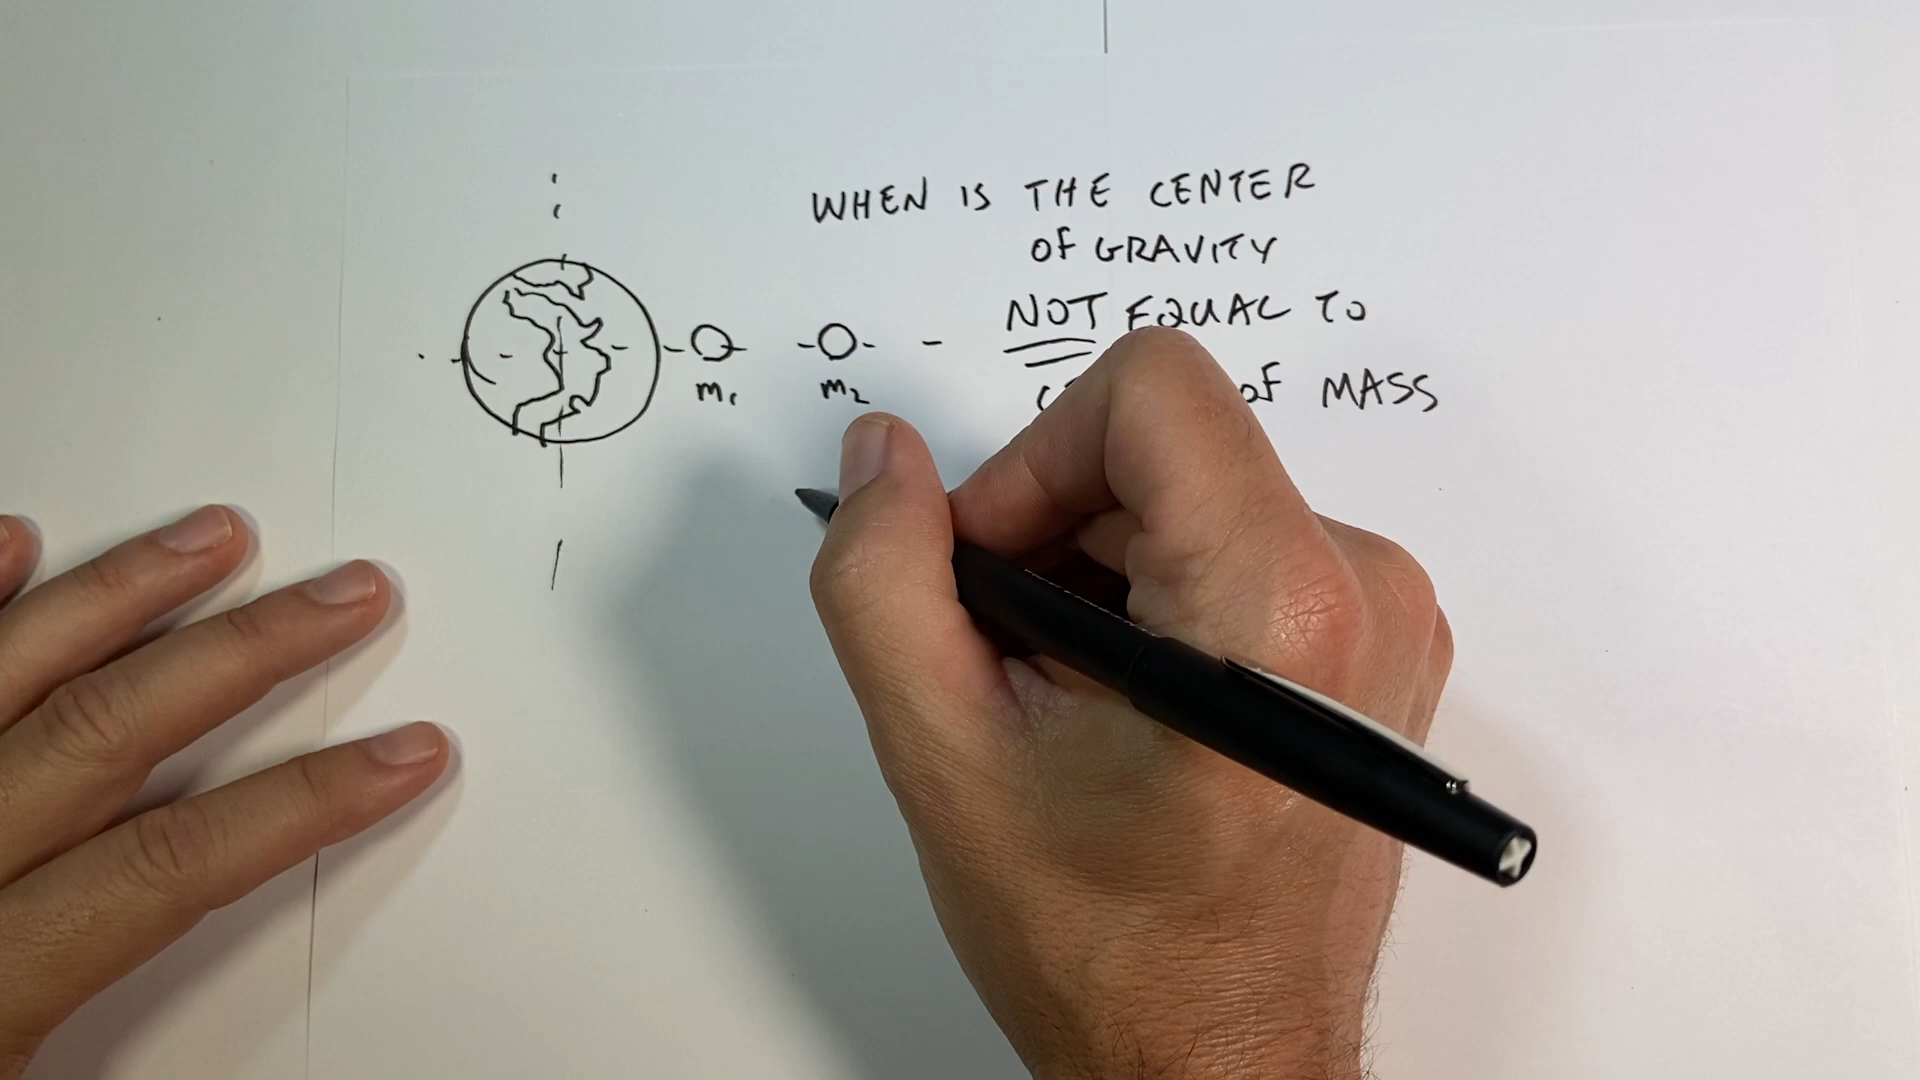 WHEN IS THE CENTER
OF GRAVITY
NOT EQUAL TO
OF MASS
m₁ m₂